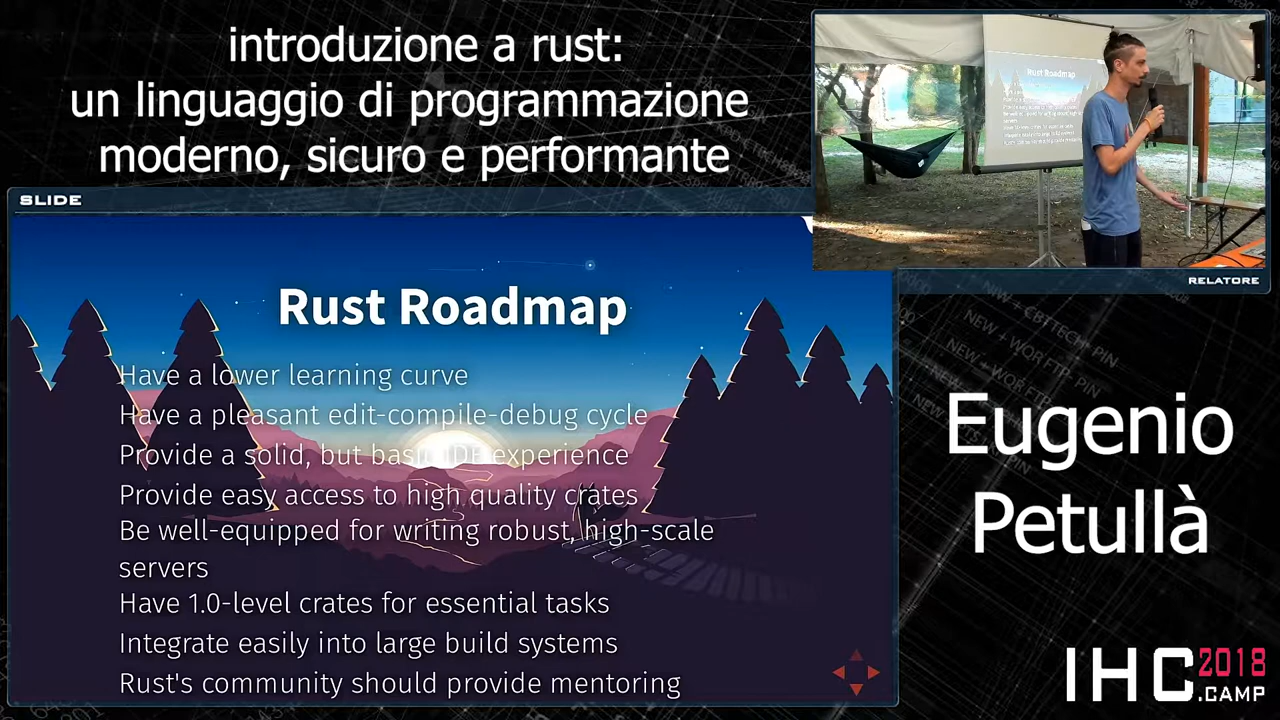 introduzione a rust:
un linguaggio di programmazione
moderno, sicuro e performante
SLIDE
Rust Roadmap
Have a lower learning curve
Have a pleasant edit-compile-debug cycle
Provide a solid, but basic IDE experience
Provide easy access to high quality crates
Be well-equipped for writing robust, high-scale
servers
Have 1.0-level crates for essential tasks
Integrate easily into large build systems
Rust's community should provide mentoring
Rust Roadmap
RELATORE
Eugenio
Petullà
IHC 2018
.CAMP